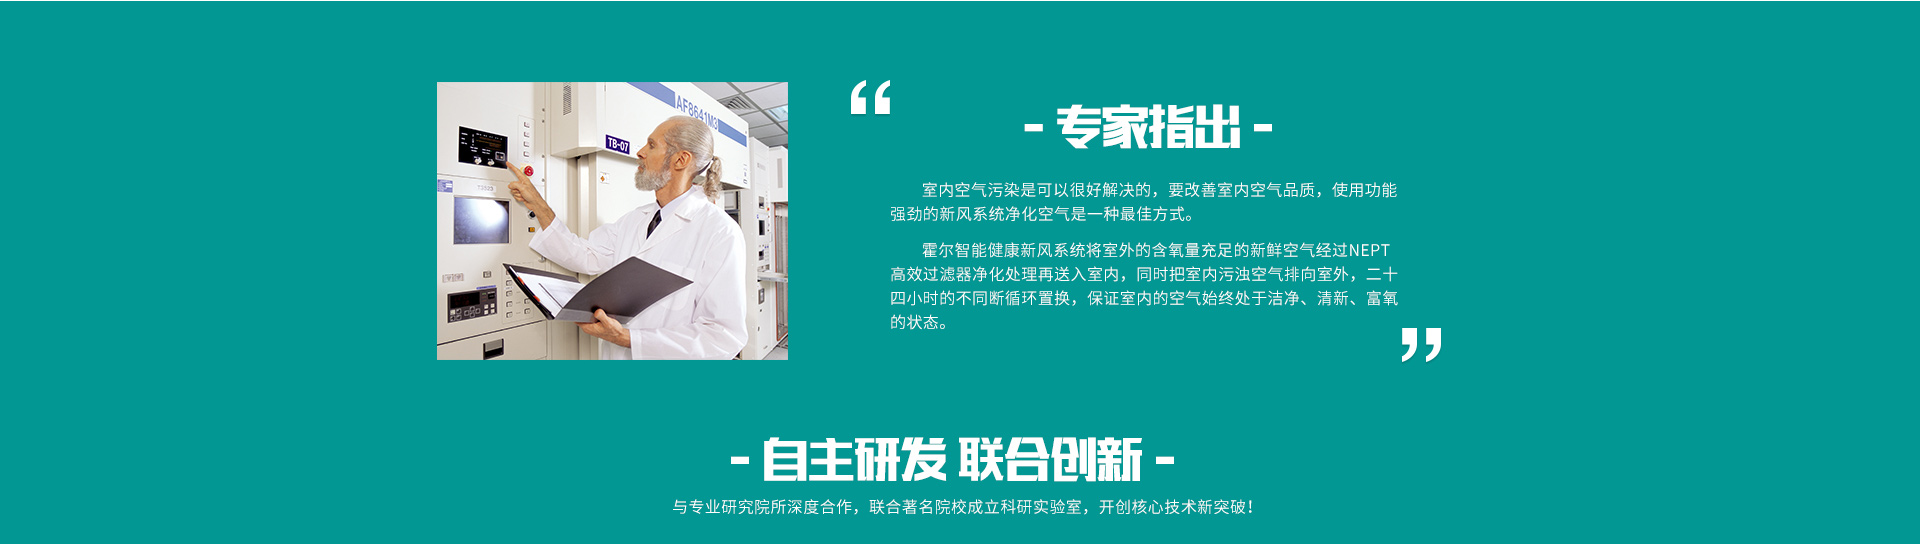 AF8641M3
TB-07
“
- 专家指出 -
室内空气污染是可以很好解决的，要改善室内空气品质，使用功能
强劲的新风系统净化空气是一种最佳方式。
霍尔智能健康新风系统将室外的含氧量充足的新鲜空气经过NEPT
高效过滤器净化处理再送入室内，同时把室内污浊空气排向室外，二十
四小时的不同断循环置换，保证室内的空气始终处于洁净、清新、富氧
的状态。
”
- 自主研发 联合创新 -
与专业研究院所深度合作，联合著名院校成立科研实验室，开创核心技术新突破！